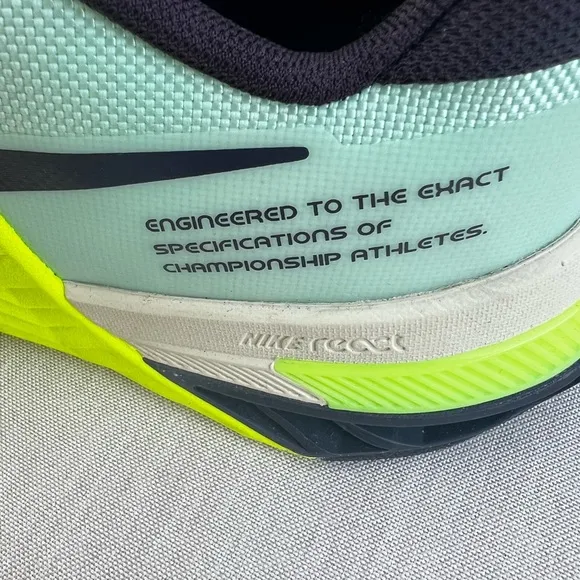 ENGINEERED TO THE EXACT
SPECIFICATIONS OF
CHAMPIONSHIP ATHLETES.
NIKE react